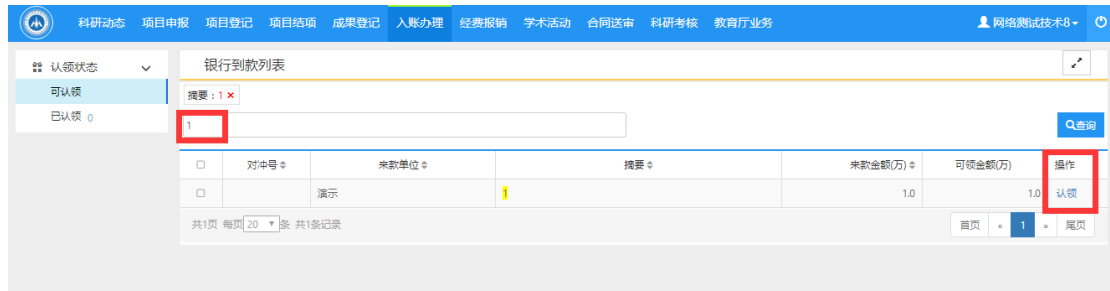 科研动态 项目申报 项目登记 项目结项 成果登记 入账办理 经费报销 学术活动 合同送审 科研考核 教育厅业务 网络测试技术8
认领状态
可认领
已认领 0
银行到款列表
摘要：1 ×
1
查询
对冲号 来款单位 摘要 来款金额(万) 可领金额(万) 操作
演示 1 1.0 1.0 认领
共1页 每页 20 条 共1条记录
首页 « 1 » 尾页